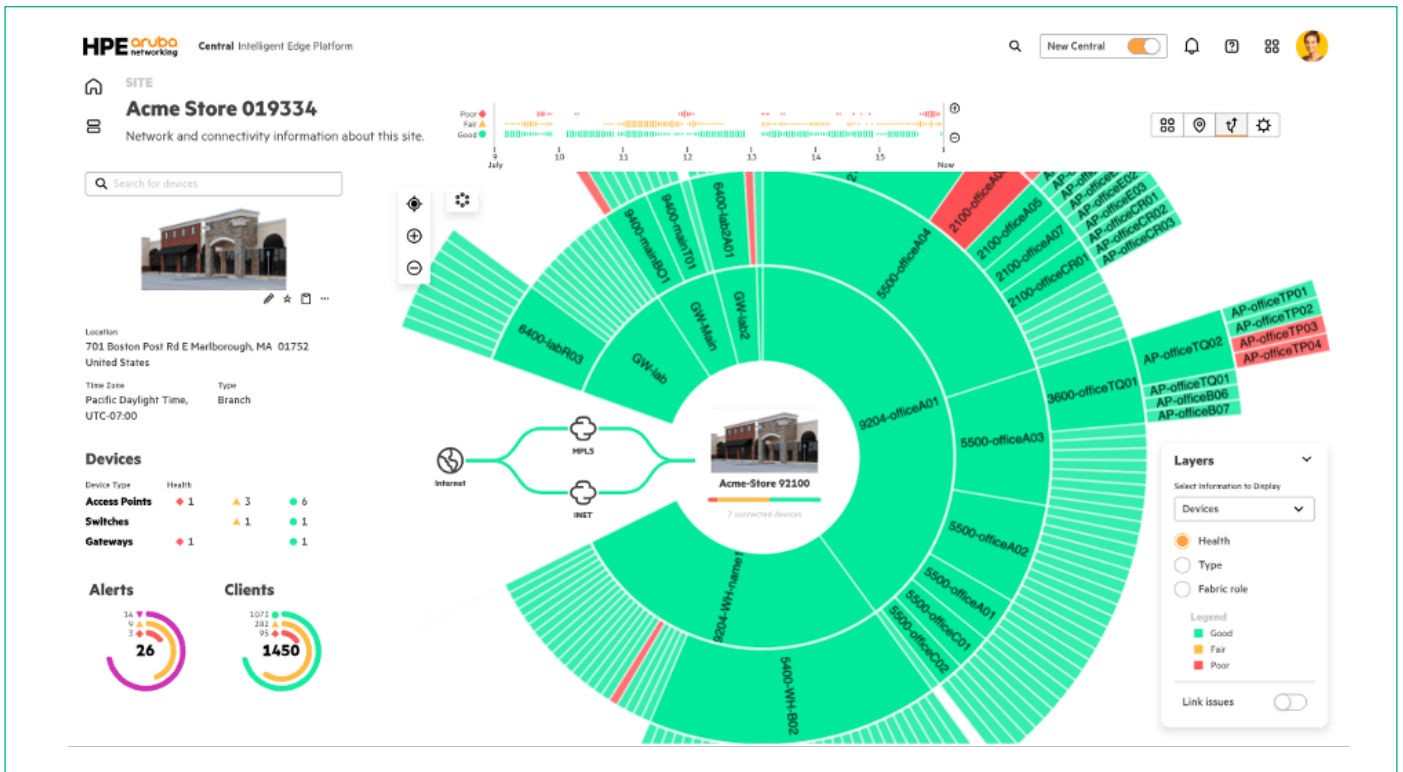 HPE aruba networking
Central Intelligent Edge Platform
New Central
SITE
Acme Store 019334
Network and connectivity information about this site.
Poor
Fair
Good
9
July
10
11
12
13
14
15
Now
Search for devices
Location
701 Boston Post Rd E Marlborough, MA 01752
United States
Time Zone
Type
Pacific Daylight Time,
UTC-07:00
Branch
Devices
Device Type
Health
Access Points
1
3
6
Switches
1
1
Gateways
1
1
Alerts
14
9
3
26
Clients
1073
282
95
1450
Internet
MPLS
INET
Acme-Store 92100
7 connected devices
GW-lab
GW-Main
GW-lab2
6400-labR03
9400-mainBO1
9400-mainT01
6400-lab2A01
9204-officeA01
9204-WH-name1
5400-WH-B02
5500-officeA04
5500-officeA03
5500-officeA02
5500-officeA01
5500-officeC01
5500-officeC02
2100-officeA05
2100-officeA07
2100-officeCR01
3600-officeTQ01
AP-officeE02
AP-officeE03
AP-officeCR01
AP-officeCR02
AP-officeCR03
AP-officeTQ02
AP-officeTP01
AP-officeTP02
AP-officeTP03
AP-officeTP04
AP-officeTQ01
AP-officeB06
AP-officeB07
Layers
Select Information to Display
Devices
Health
Type
Fabric role
Legend
Good
Fair
Poor
Link issues